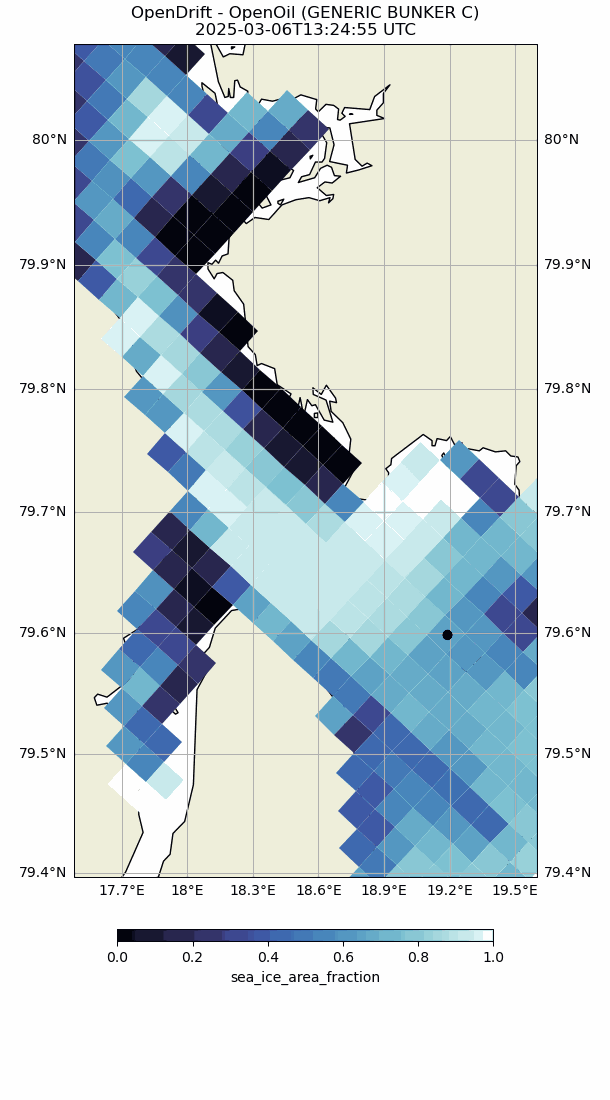 OpenDrift - OpenOil (GENERIC BUNKER C)
2025-03-06T13:24:55 UTC
80°N 80°N
79.9°N 79.9°N
79.8°N 79.8°N
79.7°N 79.7°N
79.6°N 79.6°N
79.5°N 79.5°N
79.4°N 79.4°N
17.7°E 18°E 18.3°E 18.6°E 18.9°E 19.2°E 19.5°E
0.0 0.2 0.4 0.6 0.8 1.0
sea_ice_area_fraction